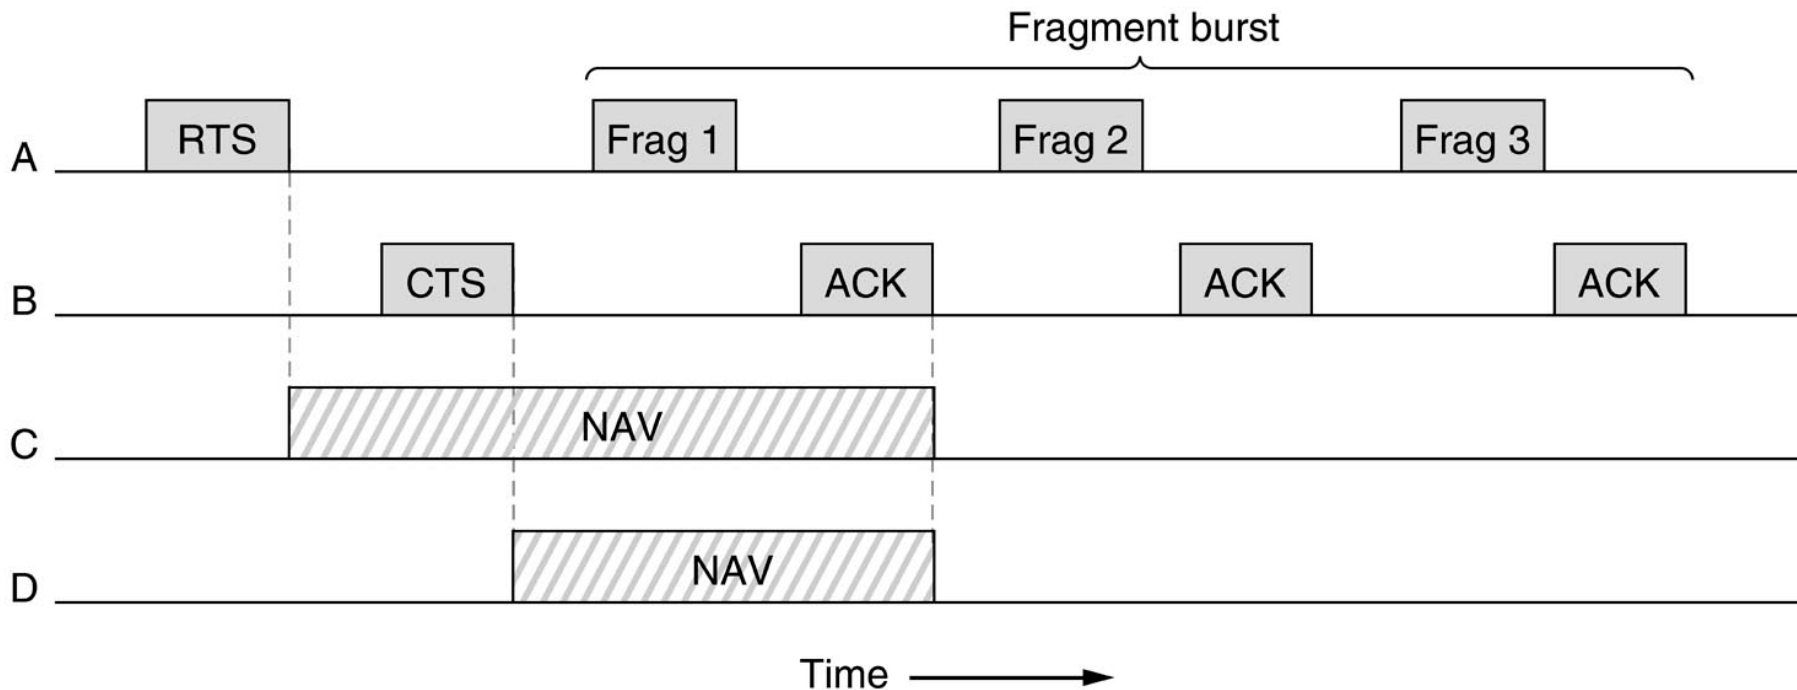 Fragment burst
A RTS Frag 1 Frag 2 Frag 3
B CTS ACK ACK ACK
C NAV
D NAV
Time